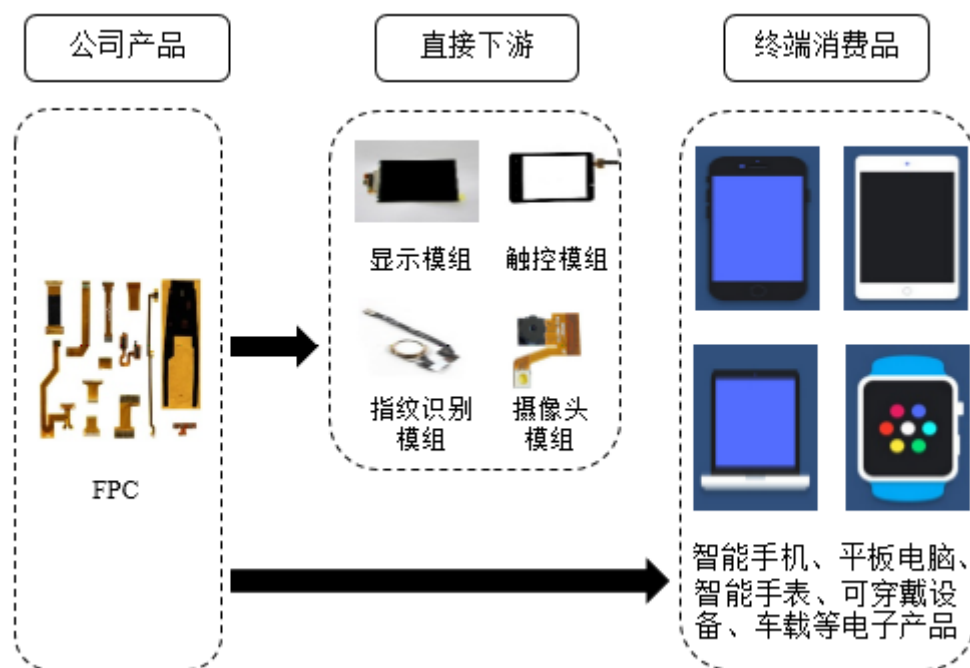 公司产品
直接下游
终端消费品
显示模组
触控模组
指纹识别
模组
摄像头
模组
FPC
智能手机、平板电脑、
智能手表、可穿戴设
备、车载等电子产品